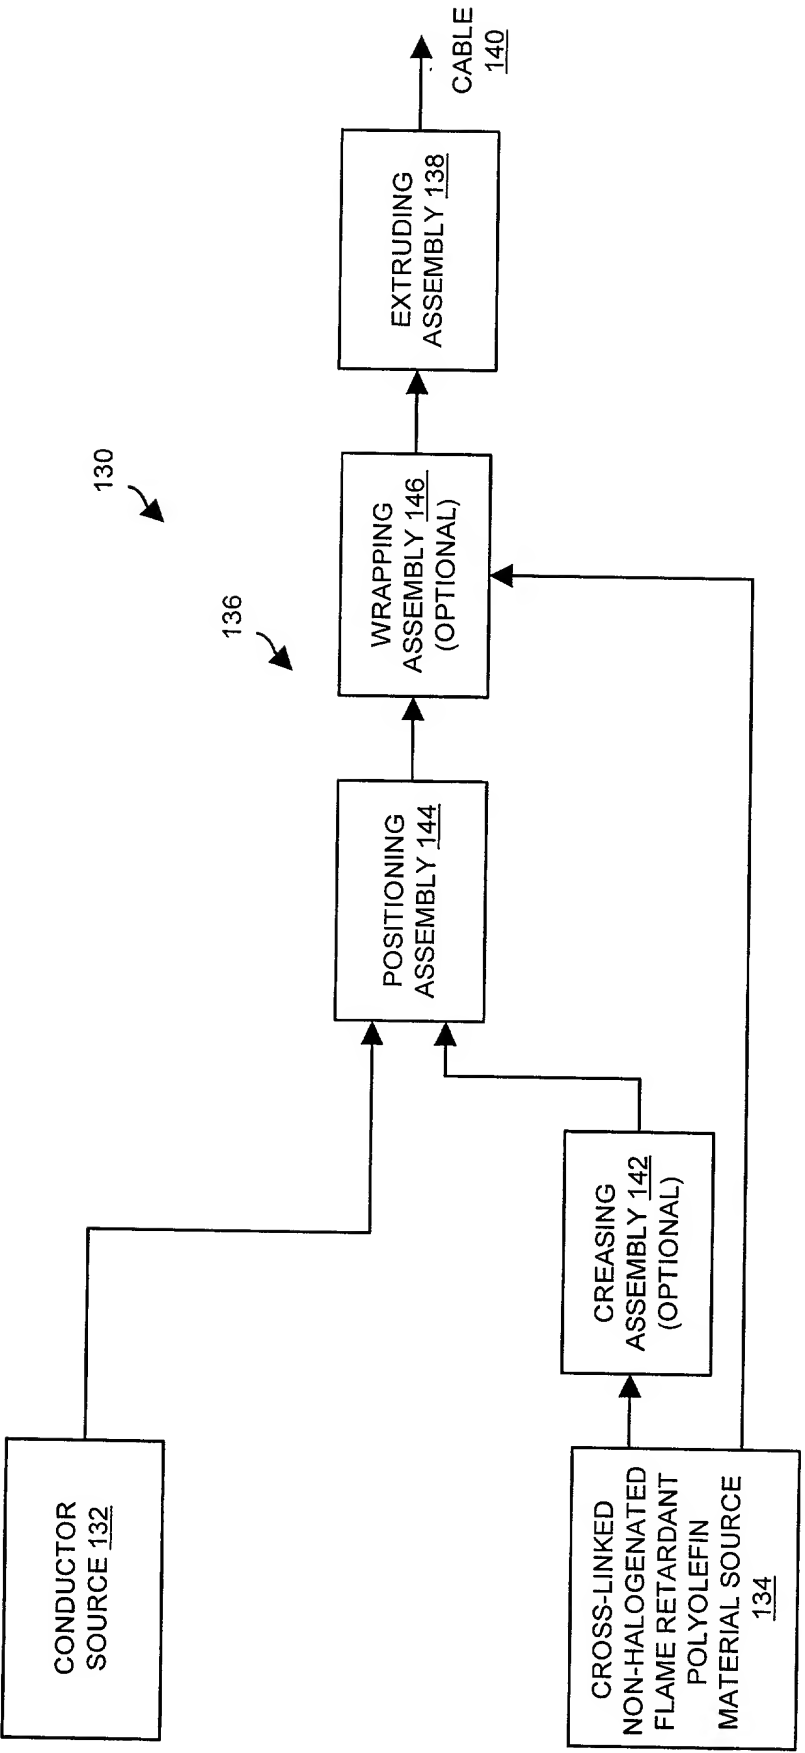 130
136
CONDUCTOR
SOURCE 132
CROSS-LINKED
NON-HALOGENATED
FLAME RETARDANT
POLYOLEFIN
MATERIAL SOURCE
134
CREASING
ASSEMBLY 142
(OPTIONAL)
POSITIONING
ASSEMBLY 144
WRAPPING
ASSEMBLY 146
(OPTIONAL)
EXTRUDING
ASSEMBLY 138
CABLE
140